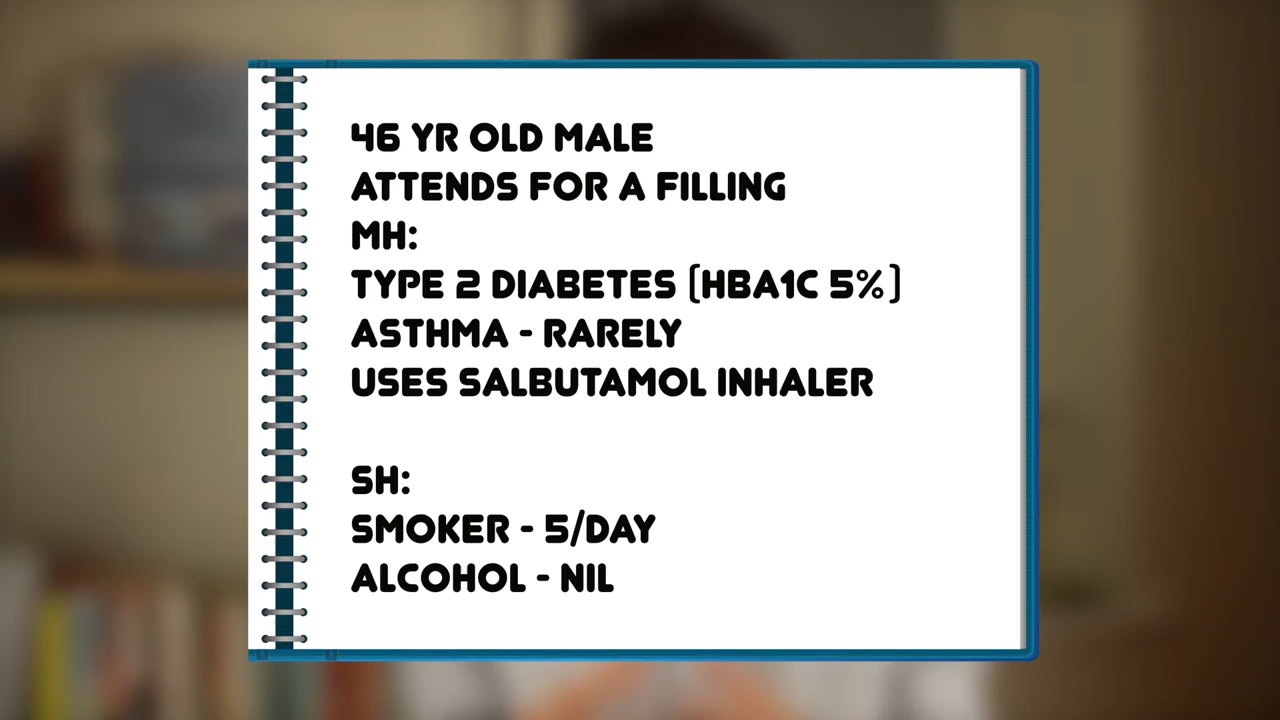 46 YR OLD MALE
ATTENDS FOR A FILLING
MH:
TYPE 2 DIABETES (HBA1C 5%)
ASTHMA - RARELY
USES SALBUTAMOL INHALER
SH:
SMOKER - 5/DAY
ALCOHOL - NIL